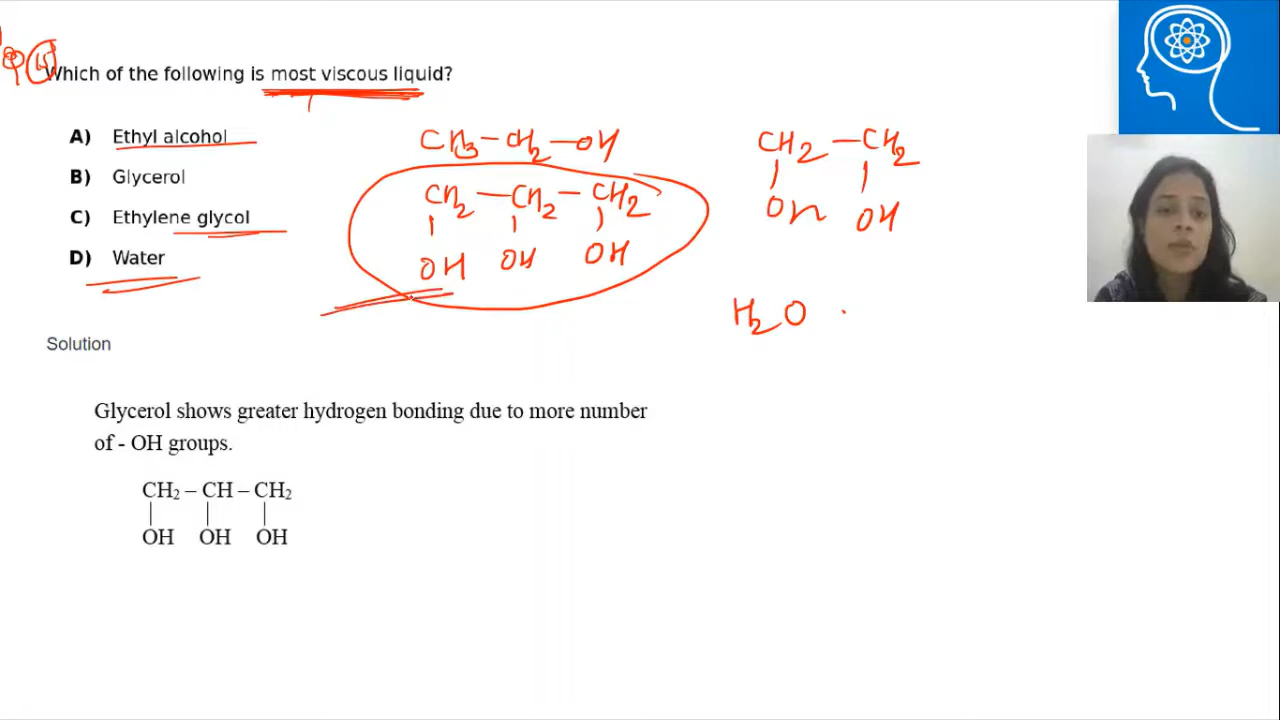 Q 4
Which of the following is most viscous liquid?
A) Ethyl alcohol
B) Glycerol
C) Ethylene glycol
D) Water
CH3 – CH2 – OH
CH2 – CH2 – CH2
OH OH OH
CH2 – CH2
OH OH
H2O
Solution
Glycerol shows greater hydrogen bonding due to more number
of - OH groups.
CH₂ – CH – CH₂
| | |
OH OH OH